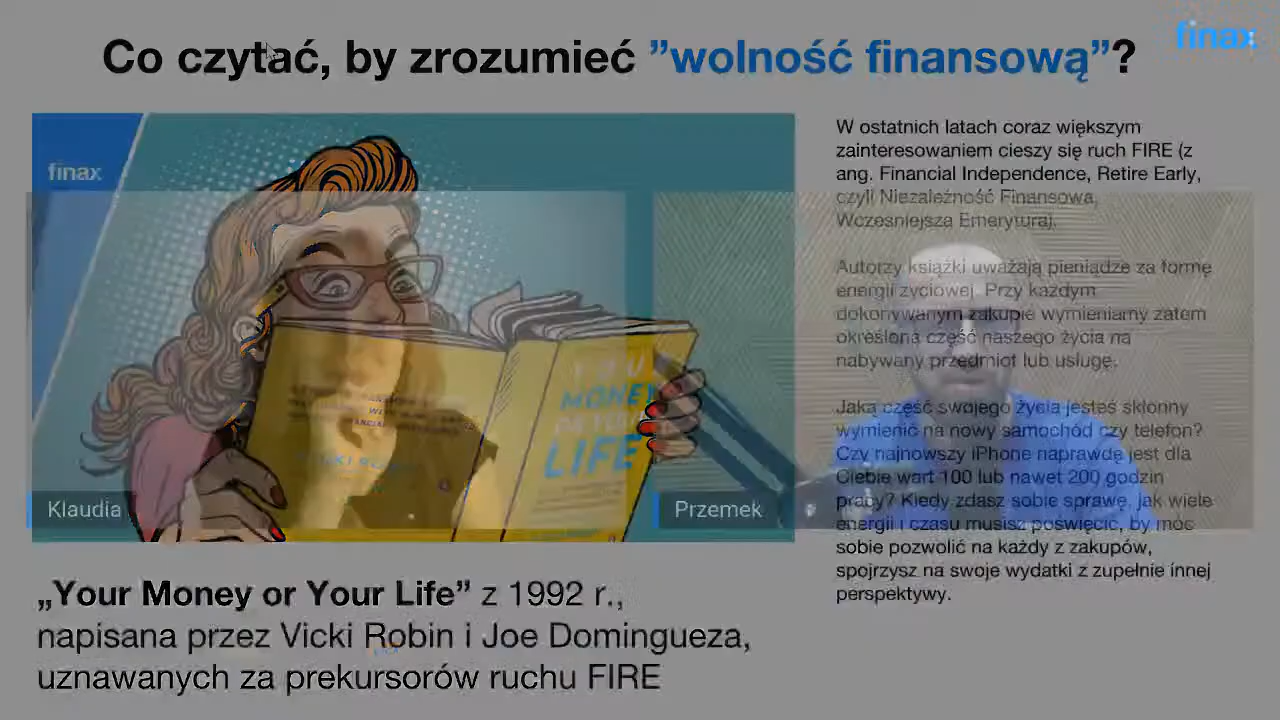 Co czytać, by zrozumieć ”wolność finansową”?
finax
finax
W ostatnich latach coraz większym
zainteresowaniem cieszy się ruch FIRE (z
ang. Financial Independence, Retire Early,
czyli Niezależność Finansowa,
Wcześniejsza Emerytura).
Autorzy książki uważają pieniądze za formę
energii życiowej. Przy każdym
dokonywanym zakupie wymieniamy zatem
określoną część naszego życia na
nabywany przedmiot lub usługę.
Jaką część swojego życia jesteś skłonny
wymienić na nowy samochód czy telefon?
Czy najnowszy iPhone naprawdę jest dla
Ciebie wart 100 lub nawet 200 godzin
pracy? Kiedy zdasz sobie sprawę, jak wiele
energii i czasu musisz poświęcić, by móc
sobie pozwolić na każdy z zakupów,
spojrzysz na swoje wydatki z zupełnie innej
perspektywy.
YOUR
MONEY
OR YOUR
LIFE
Klaudia
Przemek
„Your Money or Your Life” z 1992 r.,
napisana przez Vicki Robin i Joe Domingueza,
uznawanych za prekursorów ruchu FIRE